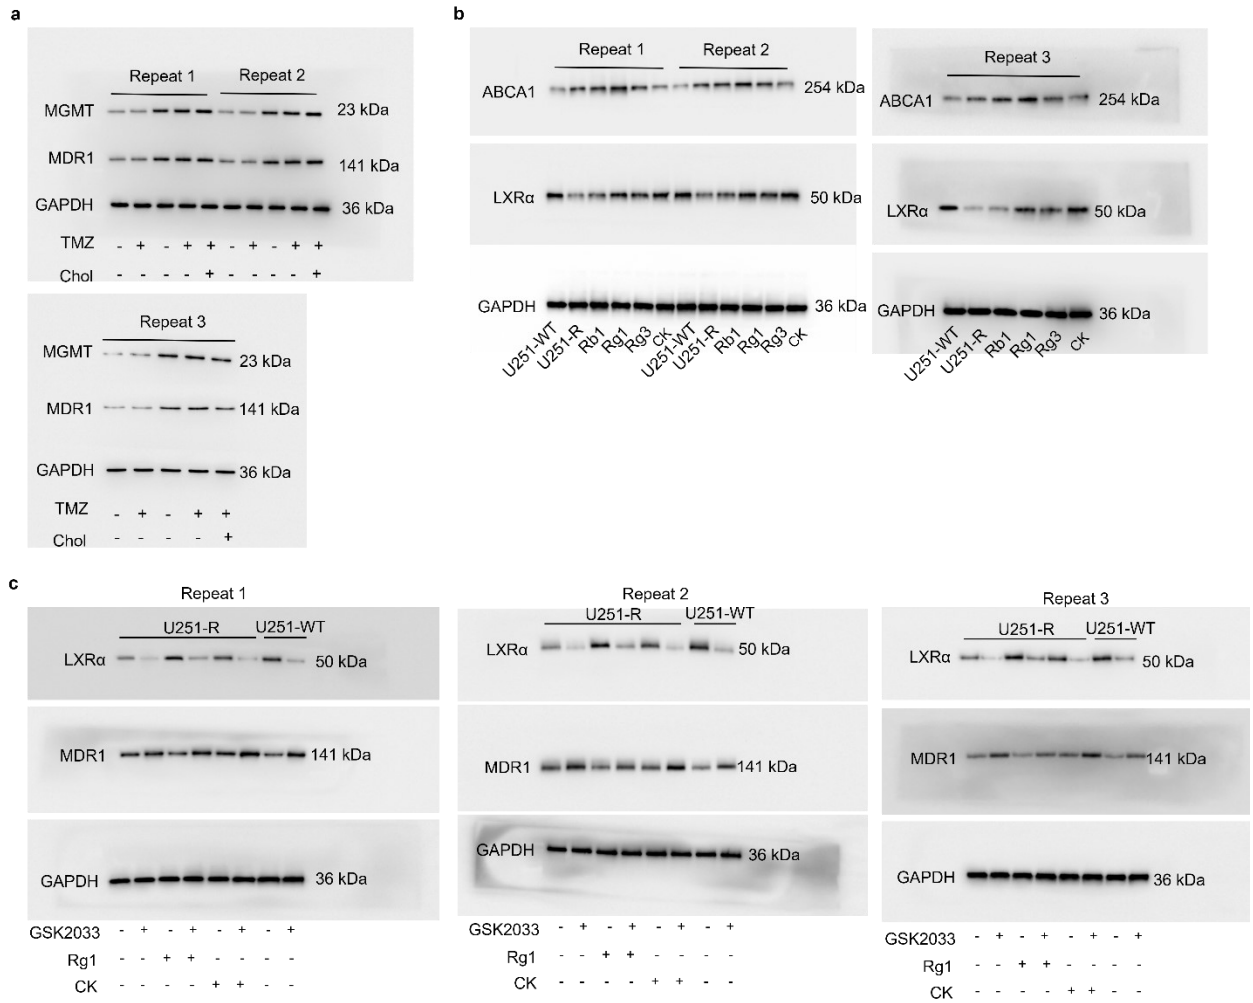 a
Repeat 1 Repeat 2
MGMT 23 kDa
MDR1 141 kDa
GAPDH 36 kDa
TMZ - + - + + - + - + +
Chol - - - - + - - - - +
Repeat 3
MGMT 23 kDa
MDR1 141 kDa
GAPDH 36 kDa
TMZ - + - + +
Chol - - - - +
b
Repeat 1 Repeat 2
ABCA1 254 kDa
LXRα 50 kDa
GAPDH 36 kDa
U251-WT U251-R Rb1 Rg1 Rg3 CK U251-WT U251-R Rb1 Rg1 Rg3 CK
Repeat 3
ABCA1 254 kDa
LXRα 50 kDa
GAPDH 36 kDa
U251-WT U251-R Rb1 Rg1 Rg3 CK
c
Repeat 1
U251-R U251-WT
LXRα 50 kDa
MDR1 141 kDa
GAPDH 36 kDa
GSK2033 - + - + - + - +
Rg1 - - + + - - - -
CK - - - - + + - -
Repeat 2
U251-R U251-WT
LXRα 50 kDa
MDR1 141 kDa
GAPDH 36 kDa
GSK2033 - + - + - + - +
Rg1 - - + + - - - -
CK - - - - + + - -
Repeat 3
U251-R U251-WT
LXRα 50 kDa
MDR1 141 kDa
GAPDH 36 kDa
GSK2033 - + - + - + - +
Rg1 - - + + - - - -
CK - - - - + + - -